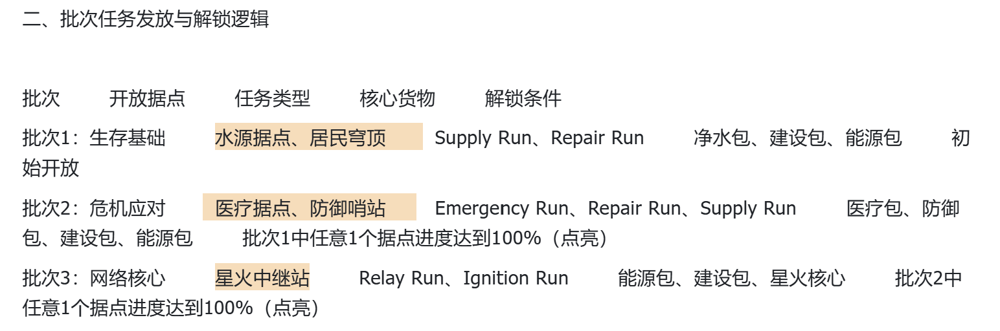 二、批次任务发放与解锁逻辑
批次 开放据点 任务类型 核心货物 解锁条件
批次1：生存基础 水源据点、居民穹顶 Supply Run、Repair Run 净水包、建设包、能源包 初
始开放
批次2：危机应对 医疗据点、防御哨站 Emergency Run、Repair Run、Supply Run 医疗包、防御
包、建设包、能源包 批次1中任意1个据点进度达到100%（点亮）
批次3：网络核心 星火中继站 Relay Run、Ignition Run 能源包、建设包、星火核心 批次2中
任意1个据点进度达到100%（点亮）